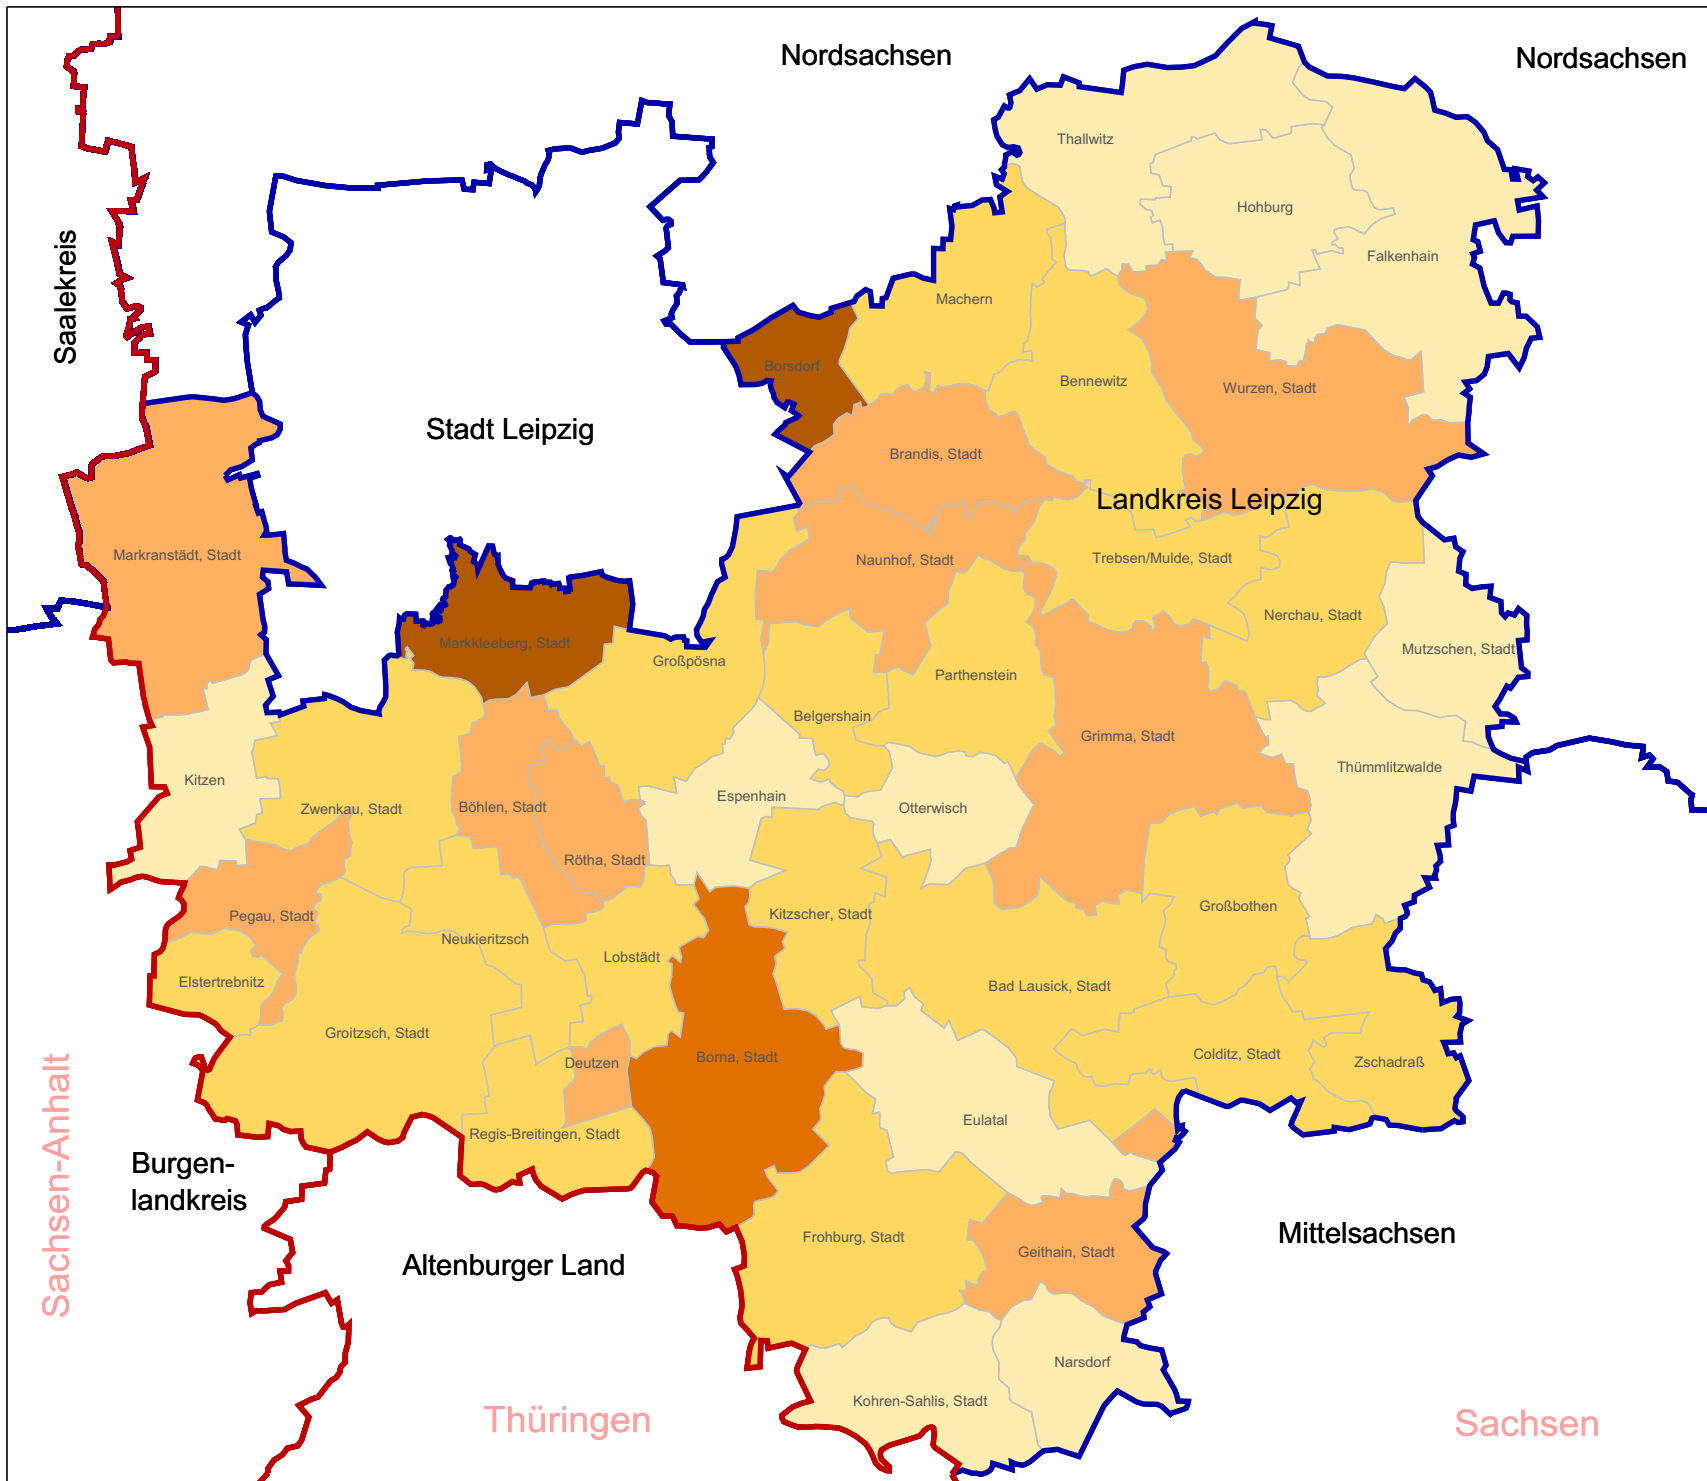 Nordsachsen
Nordsachsen
Thallwitz
Hohburg
Saalekreis
Falkenhain
Machern
Borsdorf
Bennewitz
Wurzen, Stadt
Stadt Leipzig
Brandis, Stadt
Landkreis Leipzig
Markranstädt, Stadt
Naunhof, Stadt
Trebsen/Mulde, Stadt
Nerchau, Stadt
Markkleeberg, Stadt
Mutzschen, Stadt
Großpösna
Parthenstein
Belgershain
Grimma, Stadt
Thümmlitzwalde
Kitzen
Espenhain
Zwenkau, Stadt
Böhlen, Stadt
Otterwisch
Rötha, Stadt
Großbothen
Pegau, Stadt
Kitzscher, Stadt
Neukieritzsch
Lobstädt
Elstertrebnitz
Bad Lausick, Stadt
Groitzsch, Stadt
Colditz, Stadt
Borna, Stadt
Deutzen
Zschadraß
Eulatal
Regis-Breitingen, Stadt
Sachsen-Anhalt
Burgen-
landkreis
Frohburg, Stadt
Mittelsachsen
Geithain, Stadt
Altenburger Land
Narsdorf
Kohren-Sahlis, Stadt
Thüringen
Sachsen